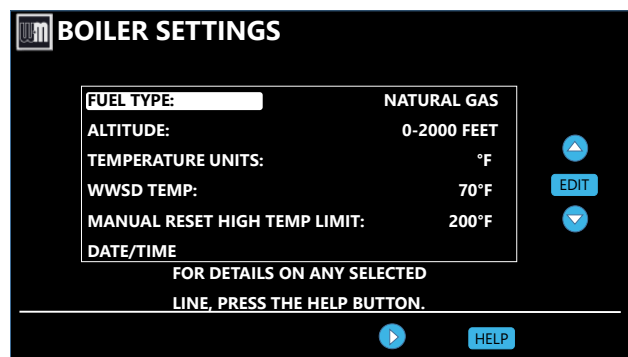 wm BOILER SETTINGS
FUEL TYPE: NATURAL GAS
ALTITUDE: 0-2000 FEET
TEMPERATURE UNITS: °F
WWSD TEMP: 70°F
EDIT
MANUAL RESET HIGH TEMP LIMIT: 200°F
DATE/TIME
FOR DETAILS ON ANY SELECTED
LINE, PRESS THE HELP BUTTON.
HELP